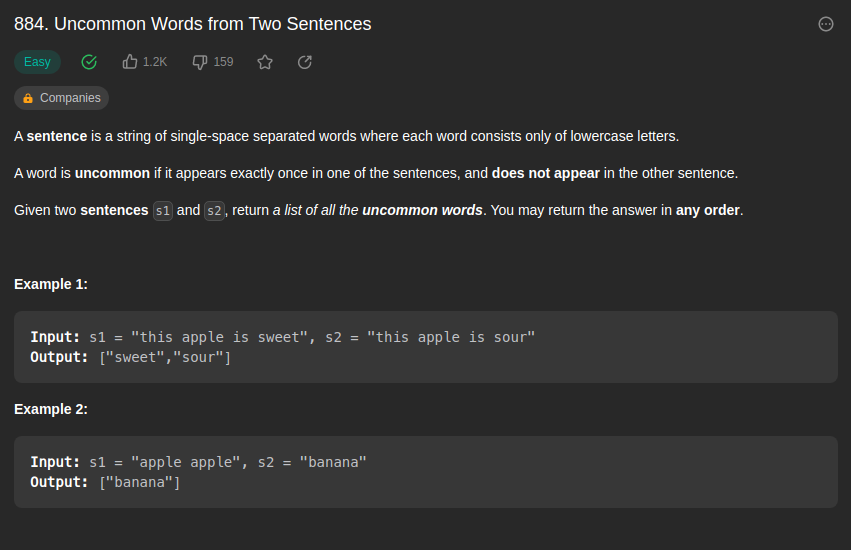 884. Uncommon Words from Two Sentences
Easy 1.2K 159
Companies
A sentence is a string of single-space separated words where each word consists only of lowercase letters.
A word is uncommon if it appears exactly once in one of the sentences, and does not appear in the other sentence.
Given two sentences s1 and s2, return a list of all the uncommon words. You may return the answer in any order.
Example 1:
Input: s1 = "this apple is sweet", s2 = "this apple is sour"
Output: ["sweet","sour"]
Example 2:
Input: s1 = "apple apple", s2 = "banana"
Output: ["banana"]